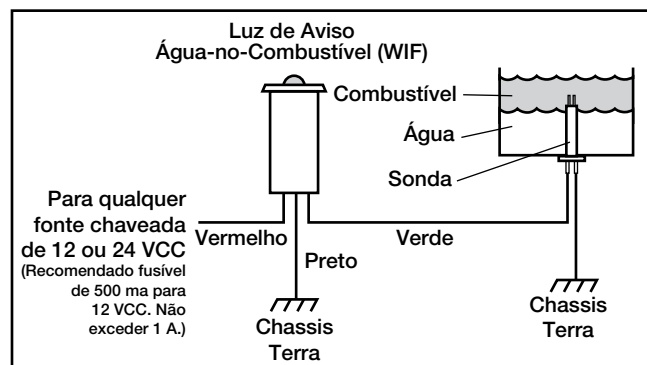 Luz de Aviso
Água-no-Combustível (WIF)
Combustível
Água
Sonda
Para qualquer
fonte chaveada
de 12 ou 24 VCC
(Recomendado fusível
de 500 ma para
12 VCC. Não
exceder 1 A.)
Vermelho
Preto
Verde
Chassis
Terra
Chassis
Terra